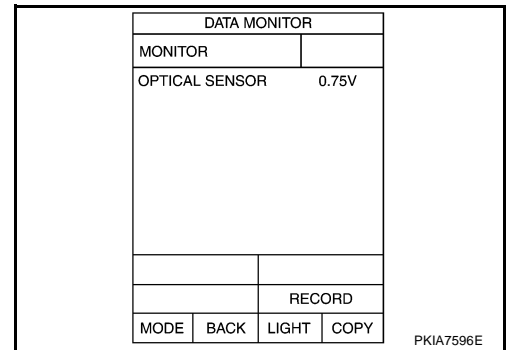 DATA MONITOR
MONITOR
OPTICAL SENSOR 0.75V
RECORD
MODE BACK LIGHT COPY
PKIA7596E